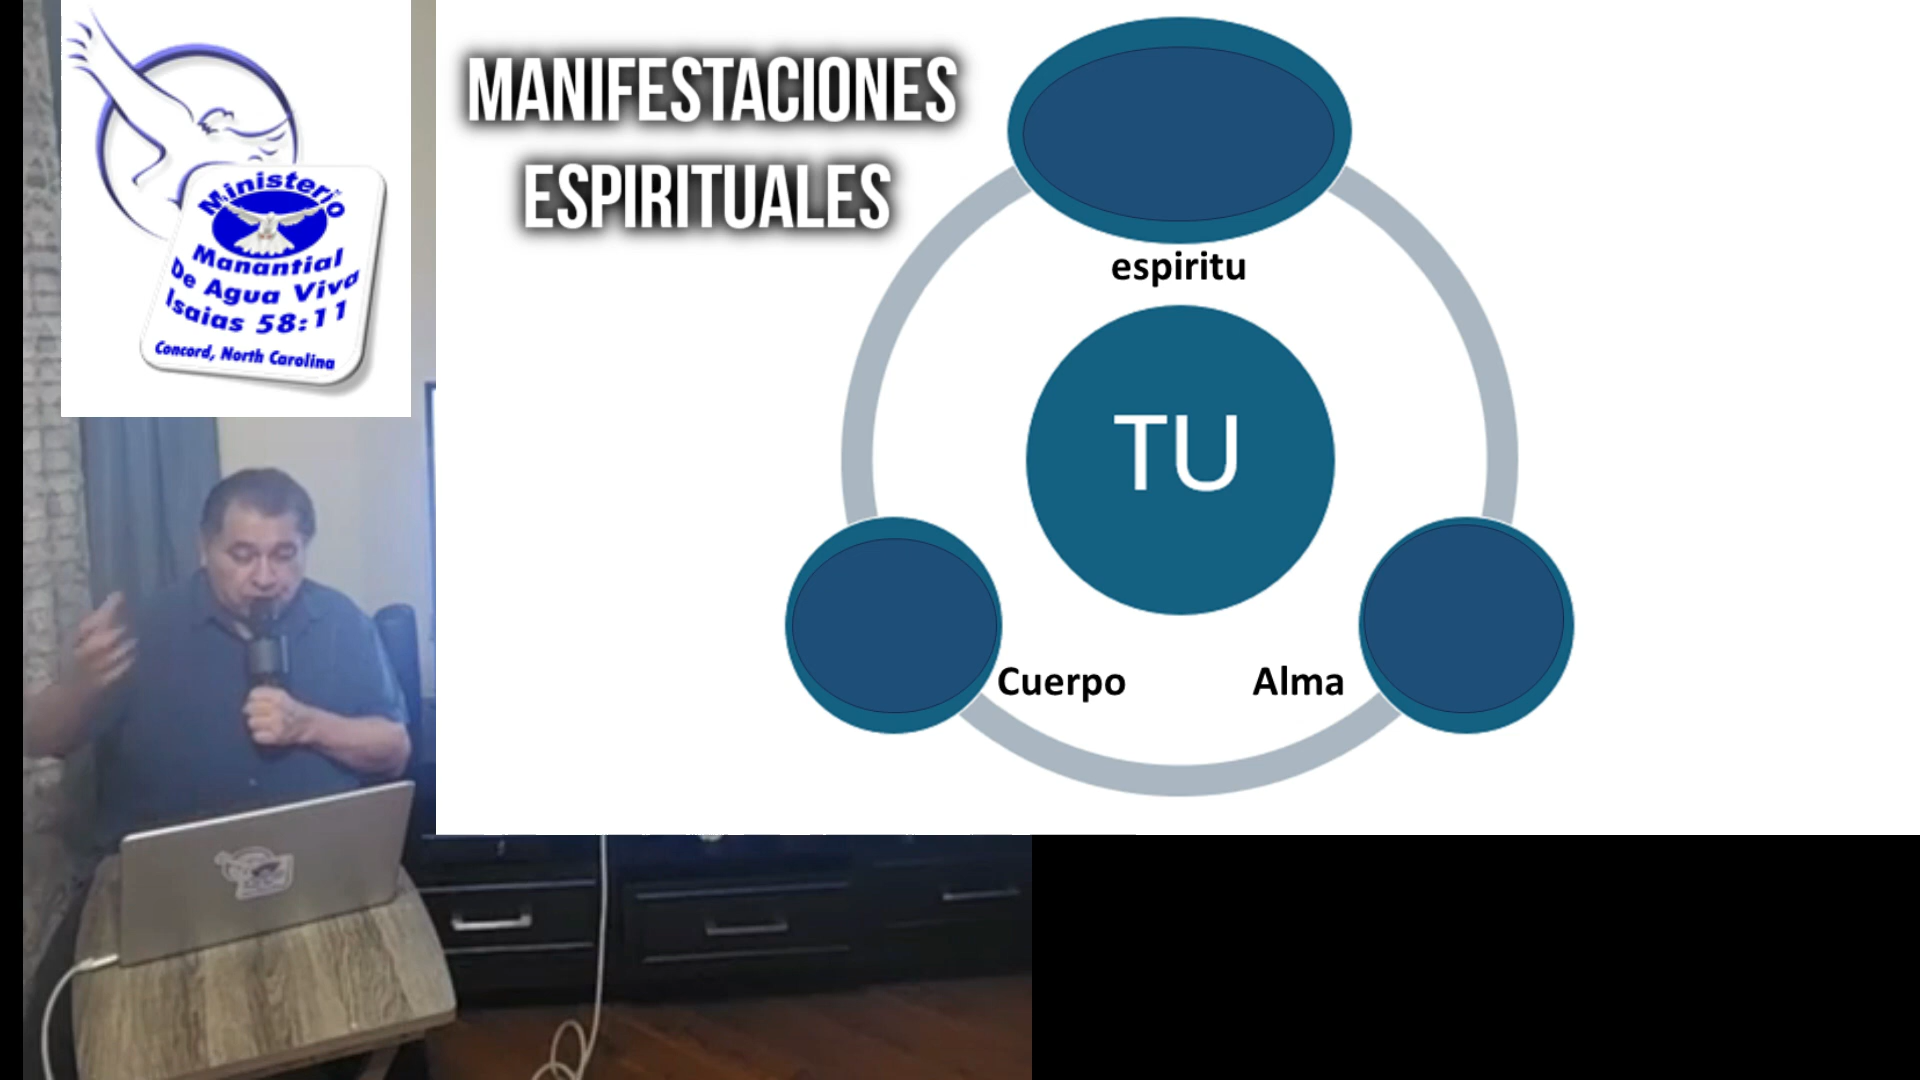 Ministerio
Manantial
De Agua Viva
Isaias 58:11
Concord, North Carolina
MANIFESTACIONES
ESPIRITUALES
espiritu
TU
Cuerpo
Alma